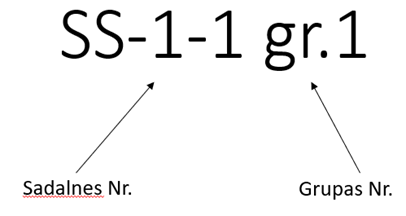 SS-1-1 gr.1
Sadalnes Nr.
Grupas Nr.